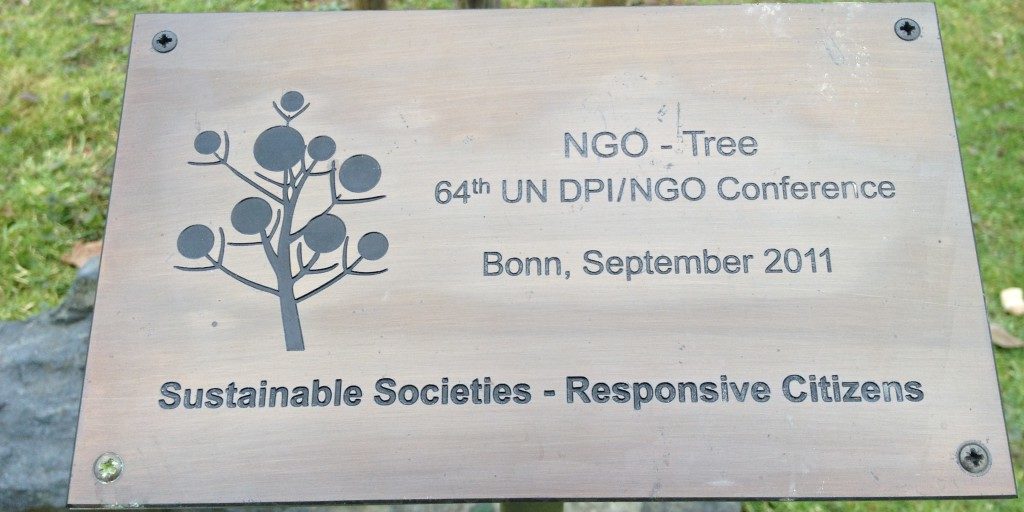 NGO - Tree
64th UN DPI/NGO Conference
Bonn, September 2011
Sustainable Societies - Responsive Citizens